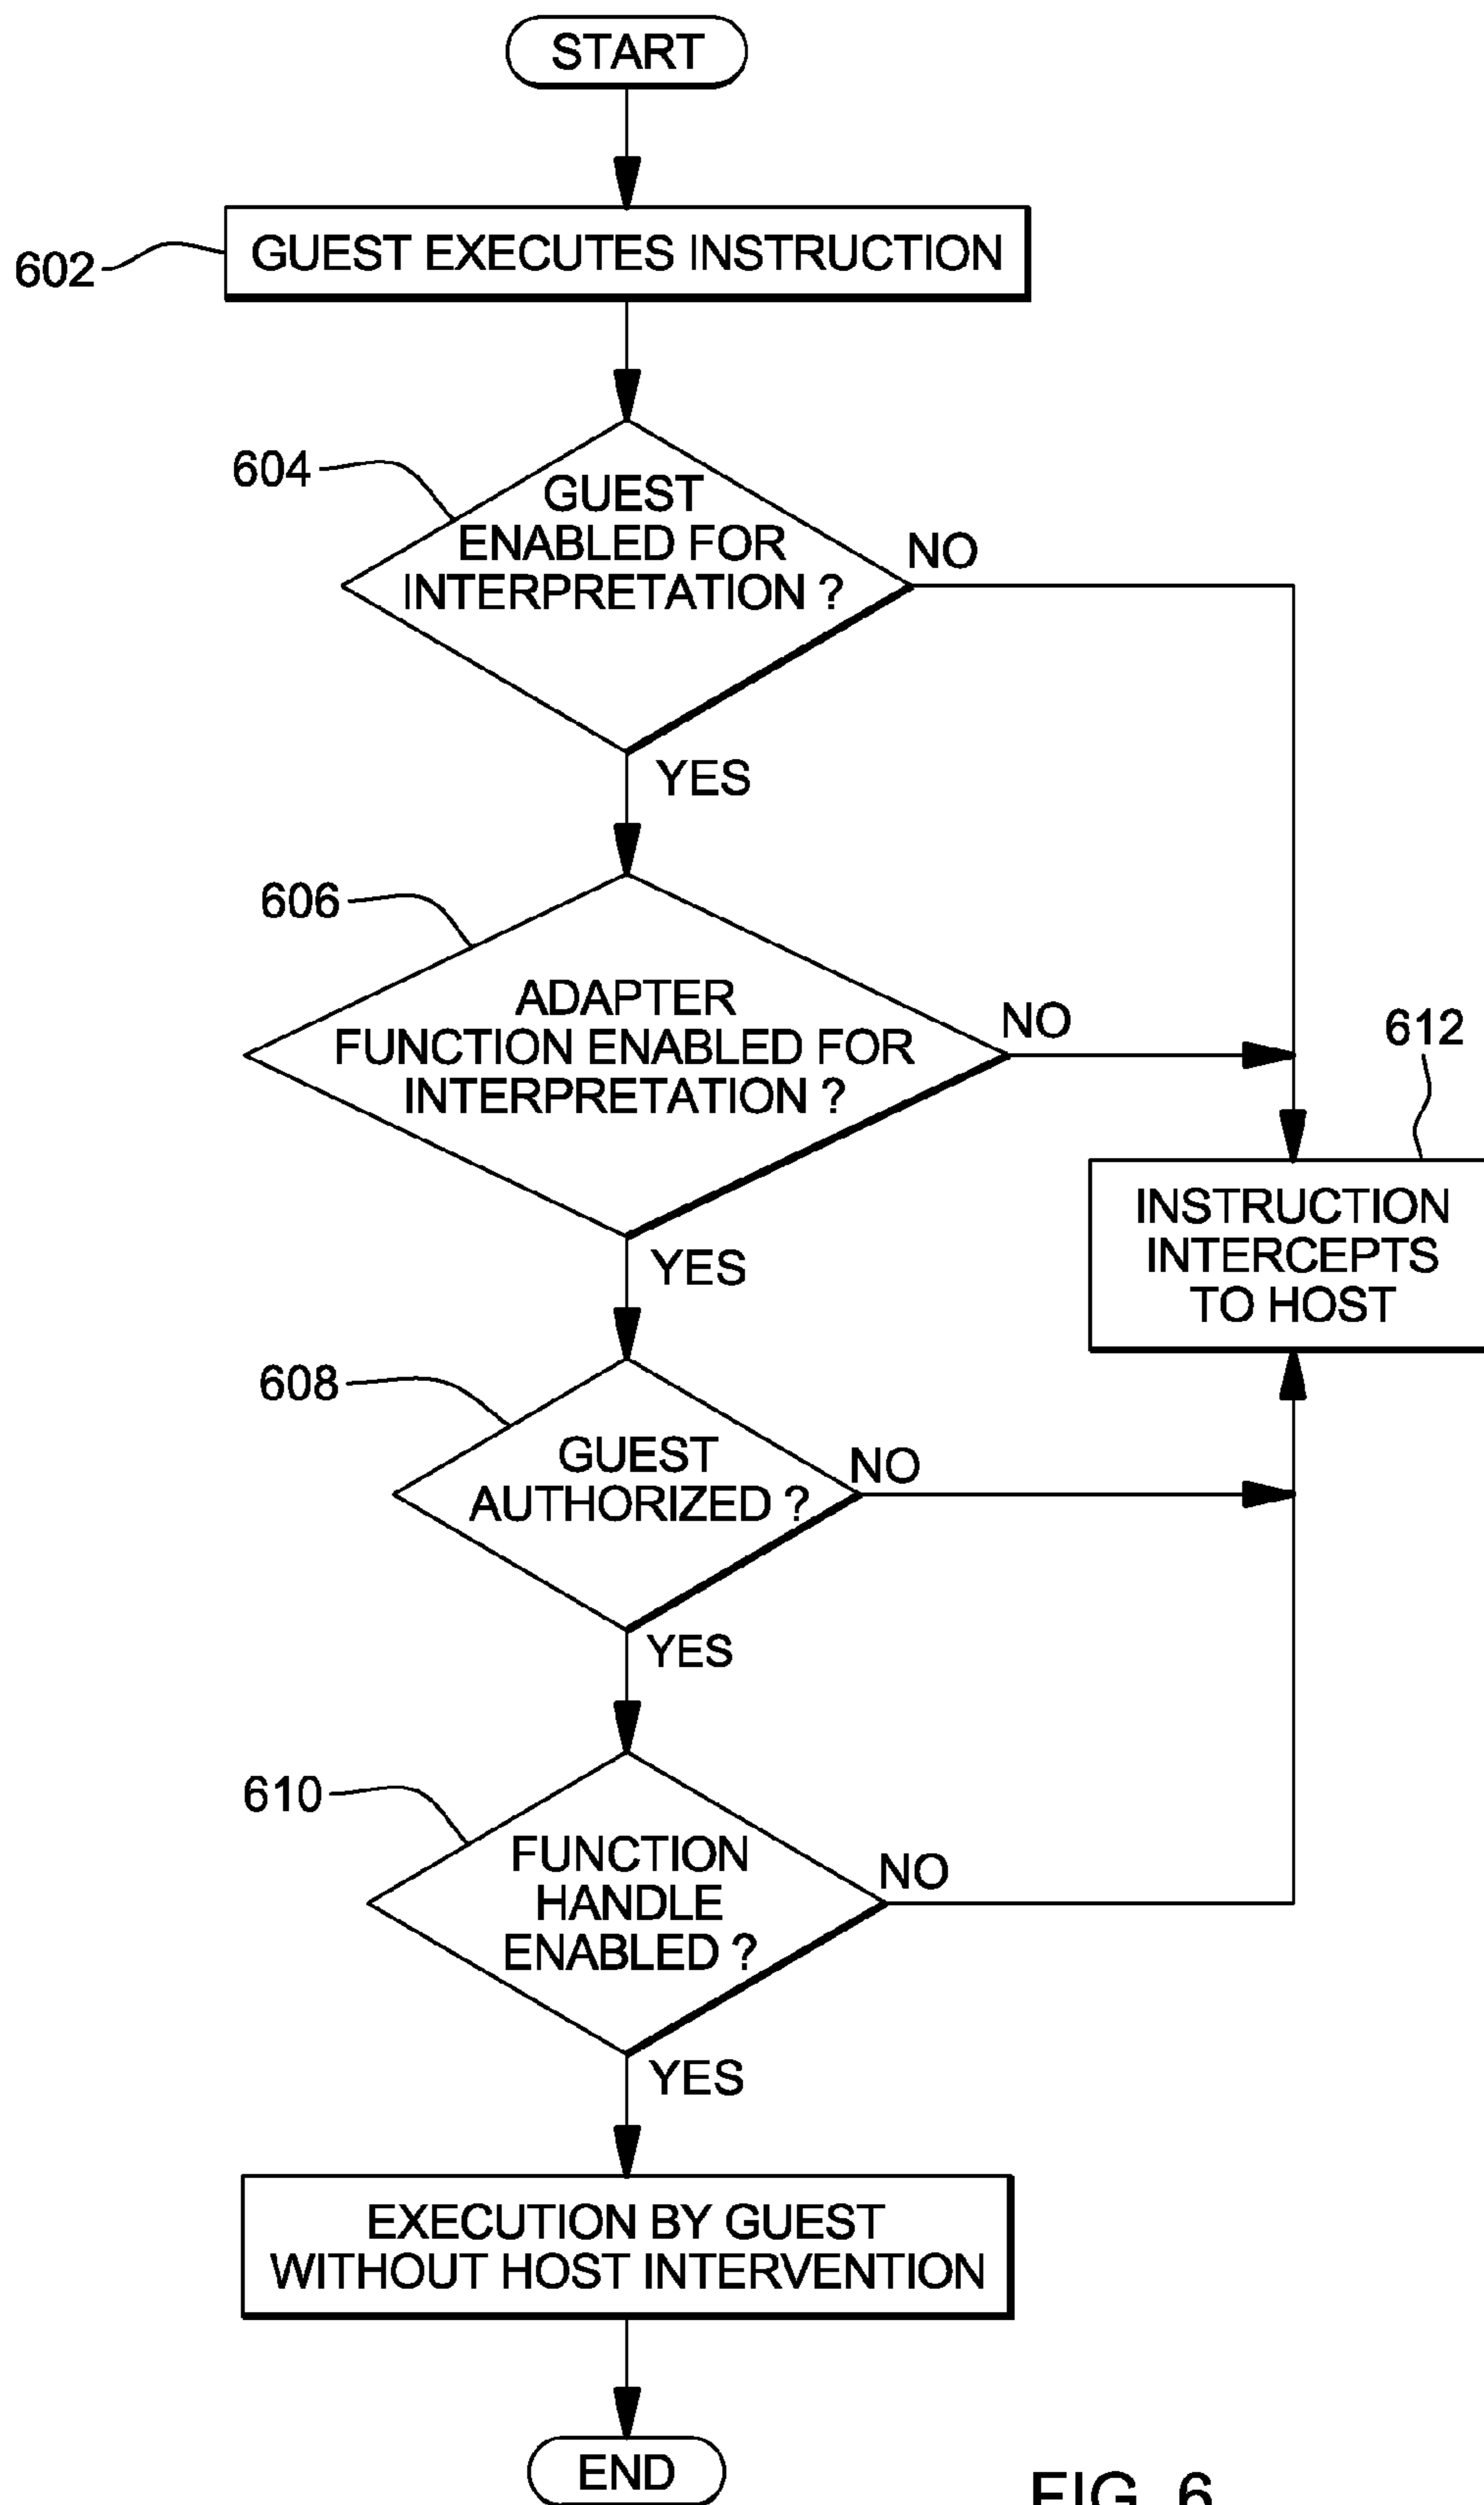 START
602
GUEST EXECUTES INSTRUCTION
604
GUEST
ENABLED FOR
INTERPRETATION ?
NO
YES
606
ADAPTER
FUNCTION ENABLED FOR
INTERPRETATION ?
NO
612
INSTRUCTION
INTERCEPTS
TO HOST
YES
608
GUEST
AUTHORIZED ?
NO
YES
610
FUNCTION
HANDLE
ENABLED ?
NO
YES
EXECUTION BY GUEST
WITHOUT HOST INTERVENTION
END
FIG. 6